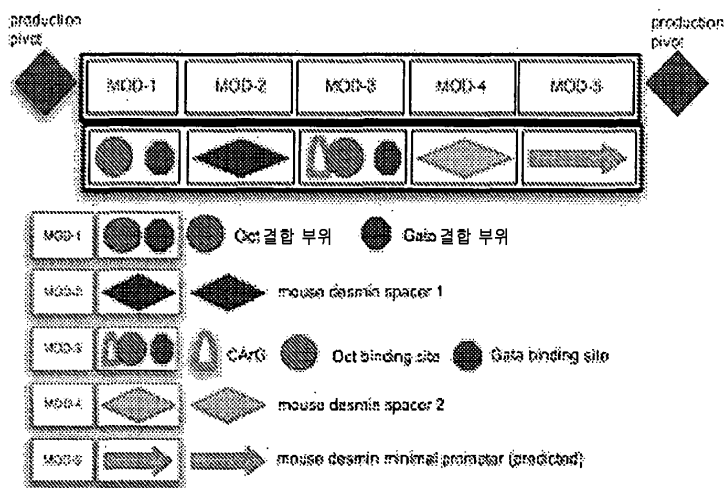 production
pivot
production
pivot
MOD-1 MOD-2 MOD-3 MOD-4 MOD-5
MOD-1 Oct 결합 부위 Gata 결합 부위
MOD-2 mouse desmin spacer 1
MOD-3 CArG Oct binding site Gata binding site
MOD-4 mouse desmin spacer 2
MOD-5 mouse desmin minimal promoter (predicted)